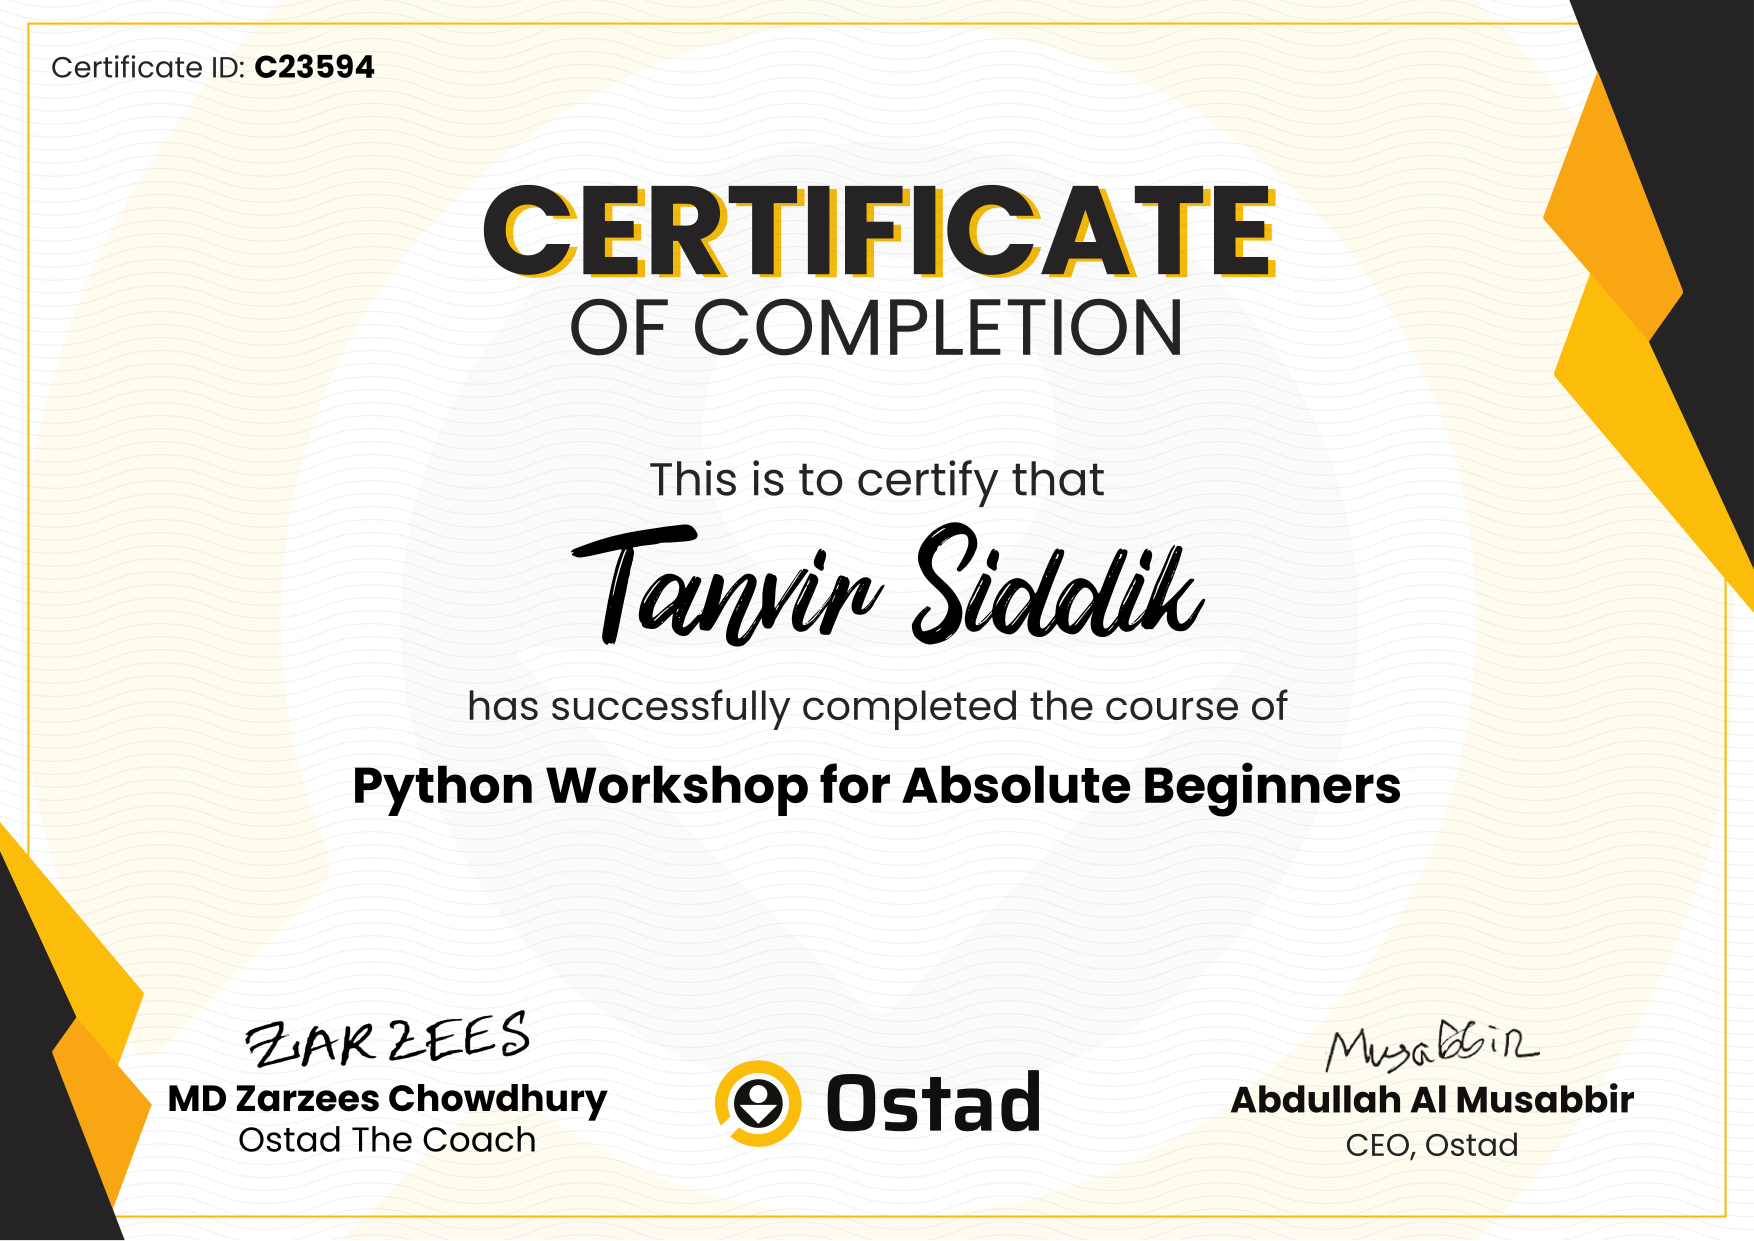 Certificate ID: C23594
CERTIFICATE
OF COMPLETION
This is to certify that
Tanvir Siddik
has successfully completed the course of
Python Workshop for Absolute Beginners
ZARZEES
MD Zarzees Chowdhury
Ostad The Coach
Ostad
Musabbir
Abdullah Al Musabbir
CEO, Ostad